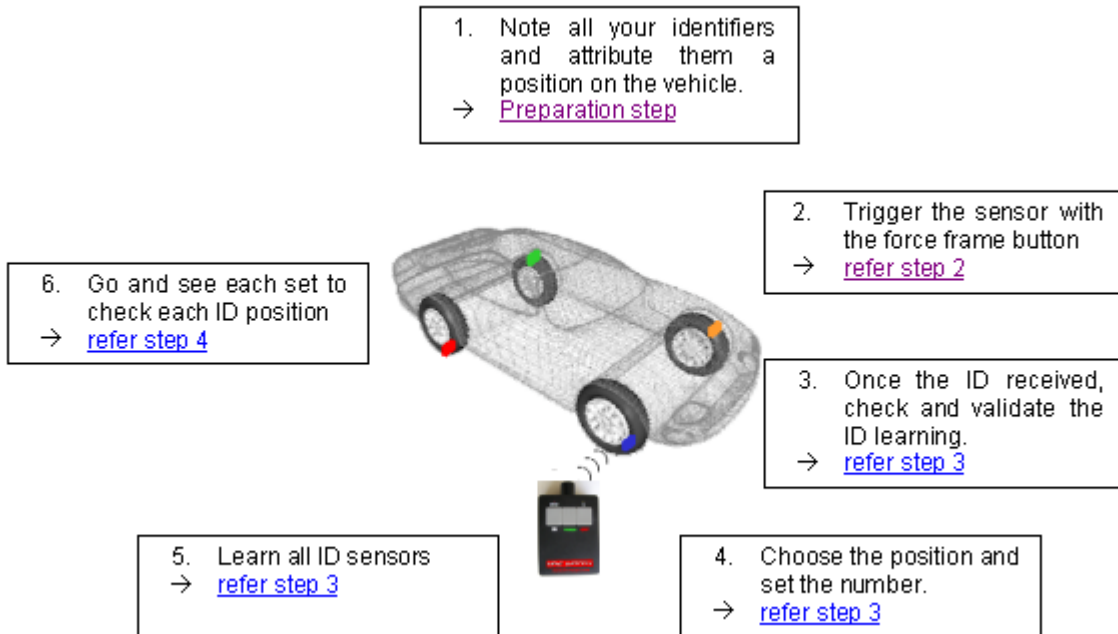 1. Note all your identifiers
and attribute them a
position on the vehicle.
→ Preparation step
2. Trigger the sensor with
the force frame button
→ refer step 2
6. Go and see each set to
check each ID position
→ refer step 4
3. Once the ID received,
check and validate the
ID learning.
→ refer step 3
5. Learn all ID sensors
→ refer step 3
4. Choose the position and
set the number.
→ refer step 3